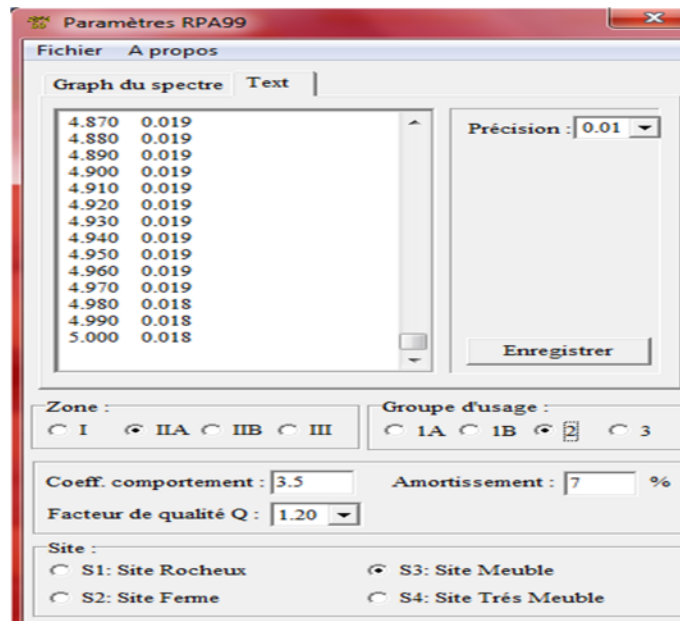 Paramètres RPA99
Fichier A propos
Graph du spectre Text
4.870 0.019
4.880 0.019
4.890 0.019
4.900 0.019
4.910 0.019
4.920 0.019
4.930 0.019
4.940 0.019
4.950 0.019
4.960 0.019
4.970 0.019
4.980 0.018
4.990 0.018
5.000 0.018
Précision : 0.01
Enregistrer
Zone :
I IIA IIB III
Groupe d'usage :
1A 1B 2 3
Coeff. comportement : 3.5 Amortissement : 7 %
Facteur de qualité Q : 1.20
Site :
S1: Site Rocheux S3: Site Meuble
S2: Site Ferme S4: Site Trés Meuble